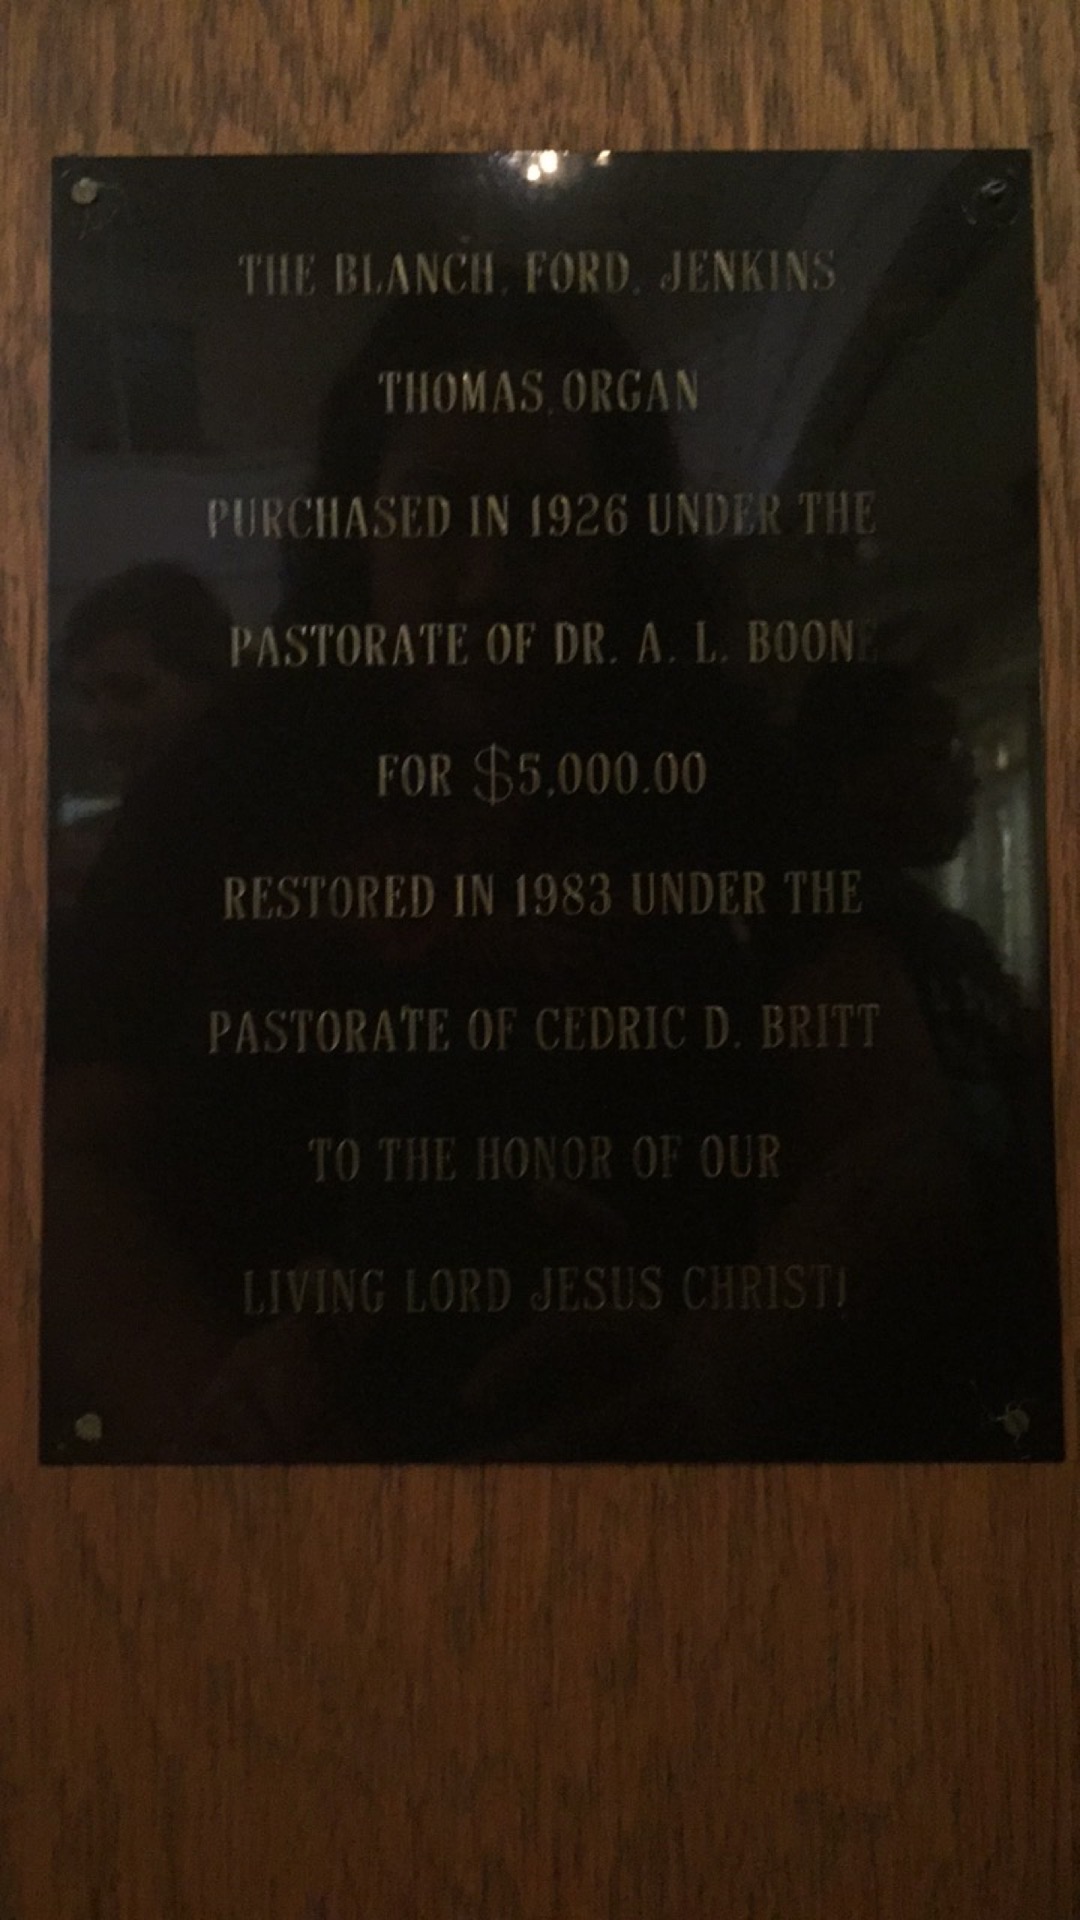 THE BLANCH, FORD, JENKINS,
THOMAS, ORGAN
PURCHASED IN 1926 UNDER THE
PASTORATE OF DR. A. L. BOONE
FOR $5,000.00
RESTORED IN 1983 UNDER THE
PASTORATE OF CEDRIC D. BRITT
TO THE HONOR OF OUR
LIVING LORD JESUS CHRIST!